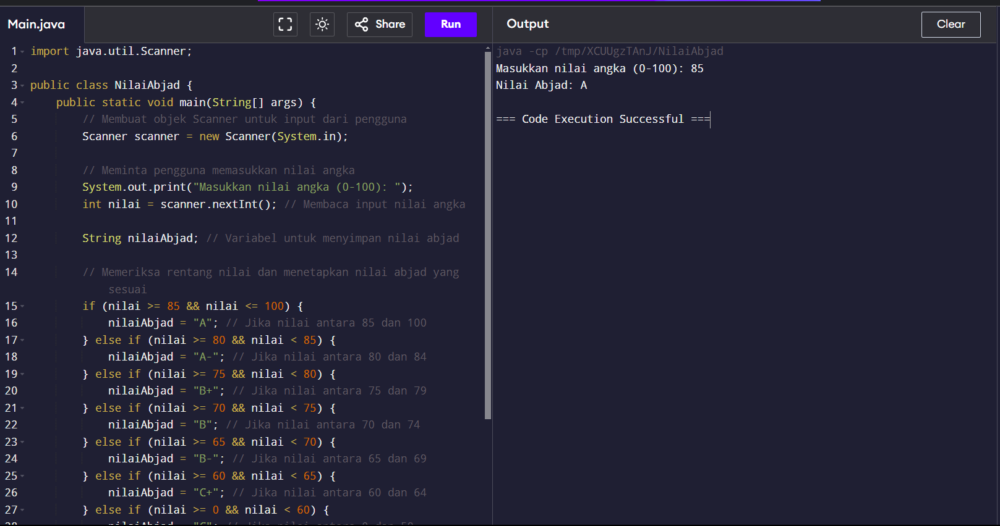 Main.java
Share
Run
Output
Clear
1 import java.util.Scanner;
2
3 public class NilaiAbjad {
4 public static void main(String[] args) {
5 // Membuat objek Scanner untuk input dari pengguna
6 Scanner scanner = new Scanner(System.in);
7
8 // Meminta pengguna memasukkan nilai angka
9 System.out.print("Masukkan nilai angka (0-100): ");
10 int nilai = scanner.nextInt(); // Membaca input nilai angka
11
12 String nilaiAbjad; // Variabel untuk menyimpan nilai abjad
13
14 // Memeriksa rentang nilai dan menetapkan nilai abjad yang
sesuai
15 if (nilai >= 85 && nilai <= 100) {
16 nilaiAbjad = "A"; // Jika nilai antara 85 dan 100
17 } else if (nilai >= 80 && nilai < 85) {
18 nilaiAbjad = "A-"; // Jika nilai antara 80 dan 84
19 } else if (nilai >= 75 && nilai < 80) {
20 nilaiAbjad = "B+"; // Jika nilai antara 75 dan 79
21 } else if (nilai >= 70 && nilai < 75) {
22 nilaiAbjad = "B"; // Jika nilai antara 70 dan 74
23 } else if (nilai >= 65 && nilai < 70) {
24 nilaiAbjad = "B-"; // Jika nilai antara 65 dan 69
25 } else if (nilai >= 60 && nilai < 65) {
26 nilaiAbjad = "C+"; // Jika nilai antara 60 dan 64
27 } else if (nilai >= 0 && nilai < 60) {
java -cp /tmp/XCUUgzTAnJ/NilaiAbjad
Masukkan nilai angka (0-100): 85
Nilai Abjad: A
=== Code Execution Successful ===